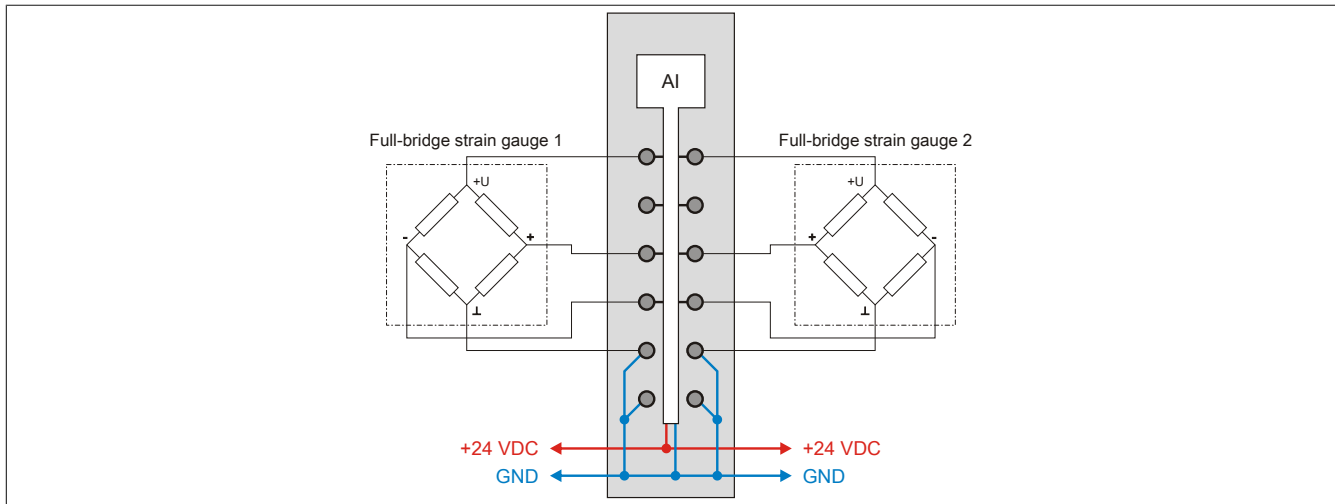 AI
Full-bridge strain gauge 1
Full-bridge strain gauge 2
+U
+U
-
+
+
-
⊥
⊥
+24 VDC
+24 VDC
GND
GND